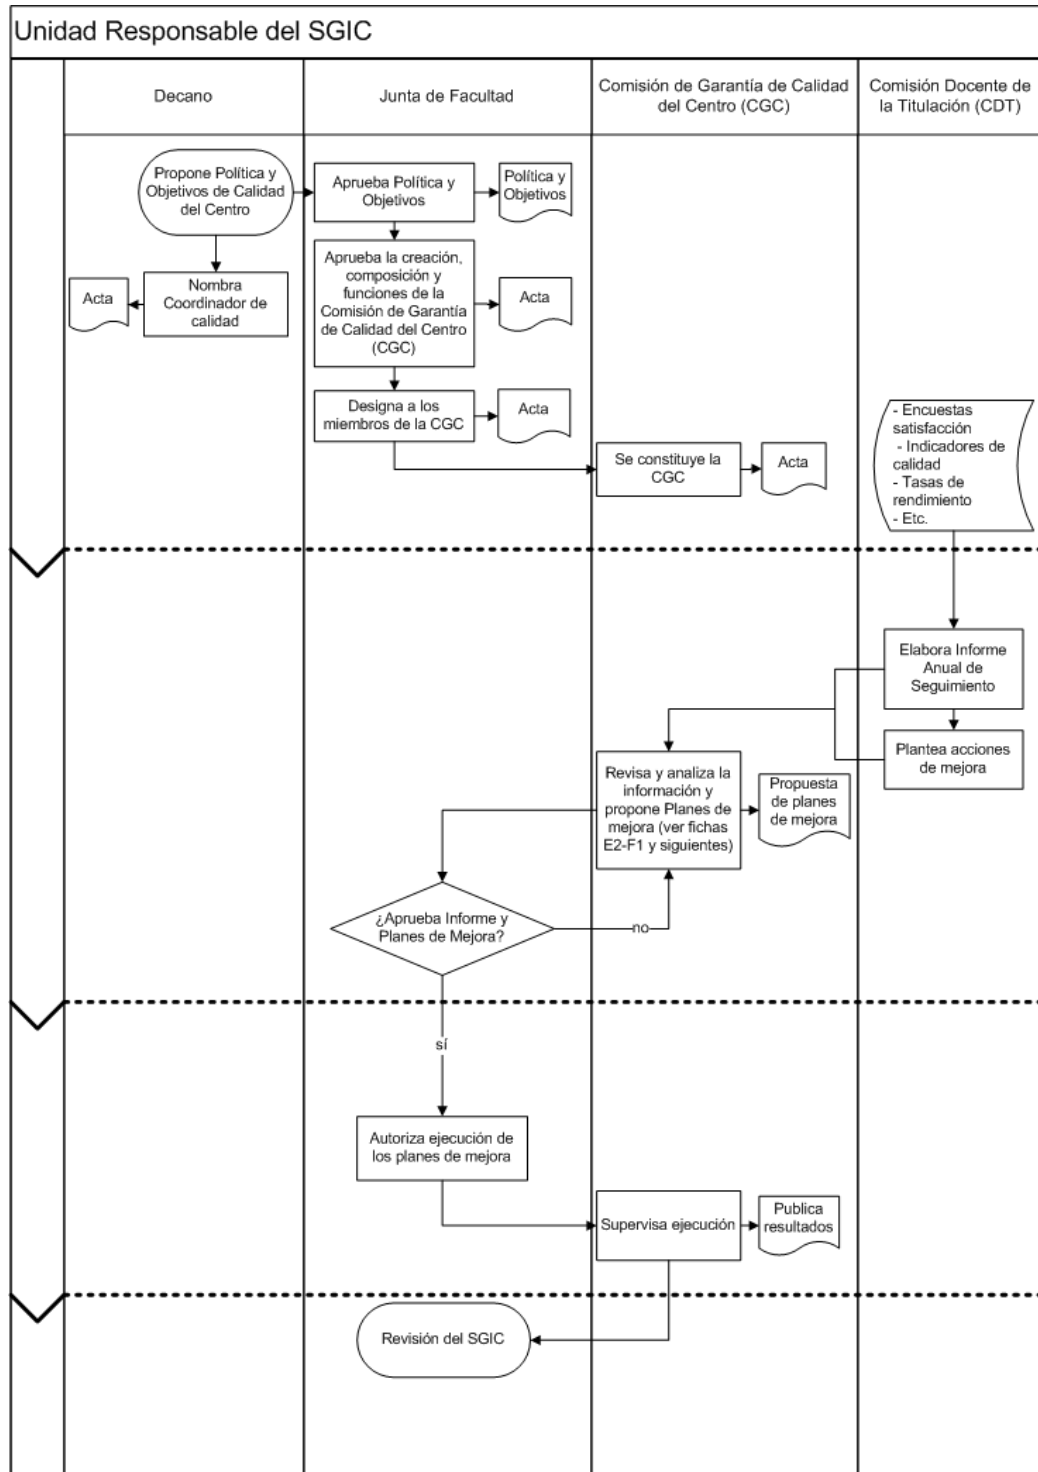 Unidad Responsable del SGIC
Decano
Junta de Facultad
Comisión de Garantía de Calidad
del Centro (CGC)
Comisión Docente de
la Titulación (CDT)
Propone Política y
Objetivos de Calidad
del Centro
Aprueba Política y
Objetivos
Política y
Objetivos
Nombra
Coordinador de
calidad
Acta
Aprueba la creación,
composición y
funciones de la
Comisión de Garantía
de Calidad del Centro
(CGC)
Acta
Designa a los
miembros de la CGC
Acta
Se constituye la
CGC
Acta
- Encuestas
satisfacción
- Indicadores de
calidad
- Tasas de
rendimiento
- Etc.
Elabora Informe
Anual de
Seguimiento
Plantea acciones
de mejora
Revisa y analiza la
información y
propone Planes de
mejora (ver fichas
E2-F1 y siguientes)
Propuesta
de planes
de mejora
¿Aprueba Informe y
Planes de Mejora?
no
sí
Autoriza ejecución de
los planes de mejora
Supervisa ejecución
Publica
resultados
Revisión del SGIC